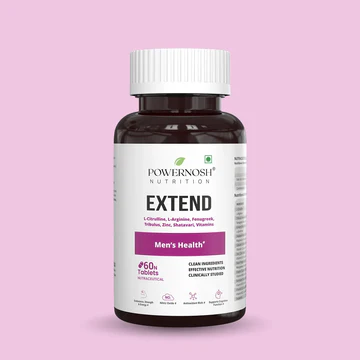 POWERNOSH®
NUTRITION
EXTEND
L-Citrulline, L-Arginine, Fenugreek,
Tribulus, Zinc, Shatavari, Vitamins
Men's Health
60N
Tablets
NUTRACEUTICAL
CLEAN INGREDIENTS
EFFECTIVE NUTRITION
CLINICALLY STUDIED